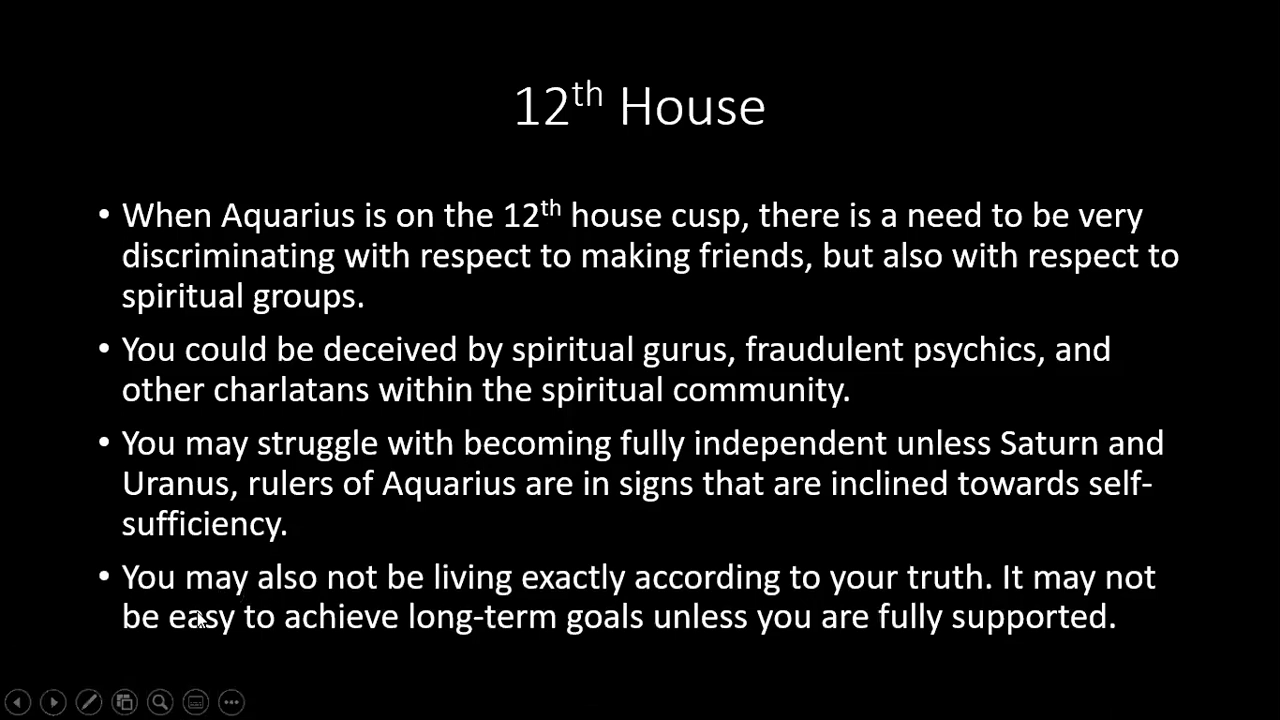 12th House
• When Aquarius is on the 12th house cusp, there is a need to be very
discriminating with respect to making friends, but also with respect to
spiritual groups.
• You could be deceived by spiritual gurus, fraudulent psychics, and
other charlatans within the spiritual community.
• You may struggle with becoming fully independent unless Saturn and
Uranus, rulers of Aquarius are in signs that are inclined towards self-
sufficiency.
• You may also not be living exactly according to your truth. It may not
be easy to achieve long-term goals unless you are fully supported.